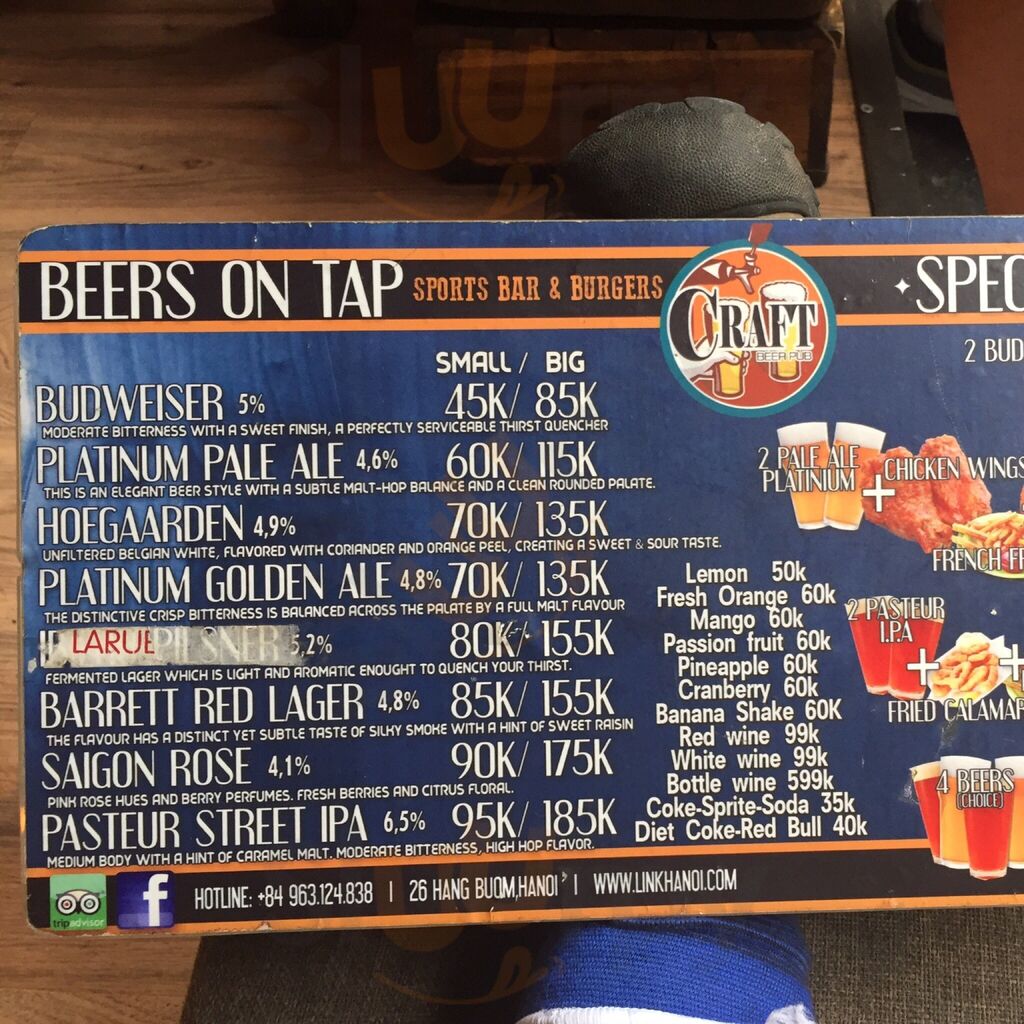 BEERS ON TAP SPORTS BAR & BURGERS
CRAFT
BEER PUB
SMALL / BIG
BUDWEISER 5% 45K/ 85K
MODERATE BITTERNESS WITH A SWEET FINISH, A PERFECTLY SERVICEABLE THIRST QUENCHER
PLATINUM PALE ALE 4,6% 60K/ 115K
THIS IS AN ELEGANT BEER STYLE WITH A SUBTLE MALT-HOP BALANCE AND A CLEAN ROUNDED PALATE.
HOEGAARDEN 4,9% 70K/ 135K
UNFILTERED BELGIAN WHITE, FLAVORED WITH CORIANDER AND ORANGE PEEL, CREATING A SWEET & SOUR TASTE.
PLATINUM GOLDEN ALE 4,8% 70K/ 135K
THE DISTINCTIVE CRISP BITTERNESS IS BALANCED ACROSS THE PALATE BY A FULL MALT FLAVOUR
LARUE PILSNER 5,2% 80K/ 155K
FERMENTED LAGER WHICH IS LIGHT AND AROMATIC ENOUGHT TO QUENCH YOUR THIRST.
BARRETT RED LAGER 4,8% 85K/ 155K
THE FLAVOUR HAS A DISTINCT YET SUBTLE TASTE OF SILKY SMOKE WITH A HINT OF SWEET RAISIN
SAIGON ROSE 4,1% 90K/ 175K
PINK ROSE HUES AND BERRY PERFUMES. FRESH BERRIES AND CITRUS FLORAL.
PASTEUR STREET IPA 6,5% 95K/ 185K
MEDIUM BODY WITH A HINT OF CARAMEL MALT. MODERATE BITTERNESS, HIGH HOP FLAVOR.
Lemon 50k
Fresh Orange 60k
Mango 60k
Passion fruit 60k
Pineapple 60k
Cranberry 60k
Banana Shake 60K
Red wine 99k
White wine 99k
Bottle wine 599k
Coke-Sprite-Soda 35k
Diet Coke-Red Bull 40k
SPEC
2 BUD
2 PALE ALE
PLATINIUM
+
CHICKEN WINGS
FRENCH FR
2 PASTEUR
I.P.A
+
+
FRIED CALAMAR
4 BEERS
(CHOICE)
tripadvisor
f
HOTLINE: +84 963.124.838 | 26 HANG BUOM,HANOI | WWW.LINKHANOI.COM